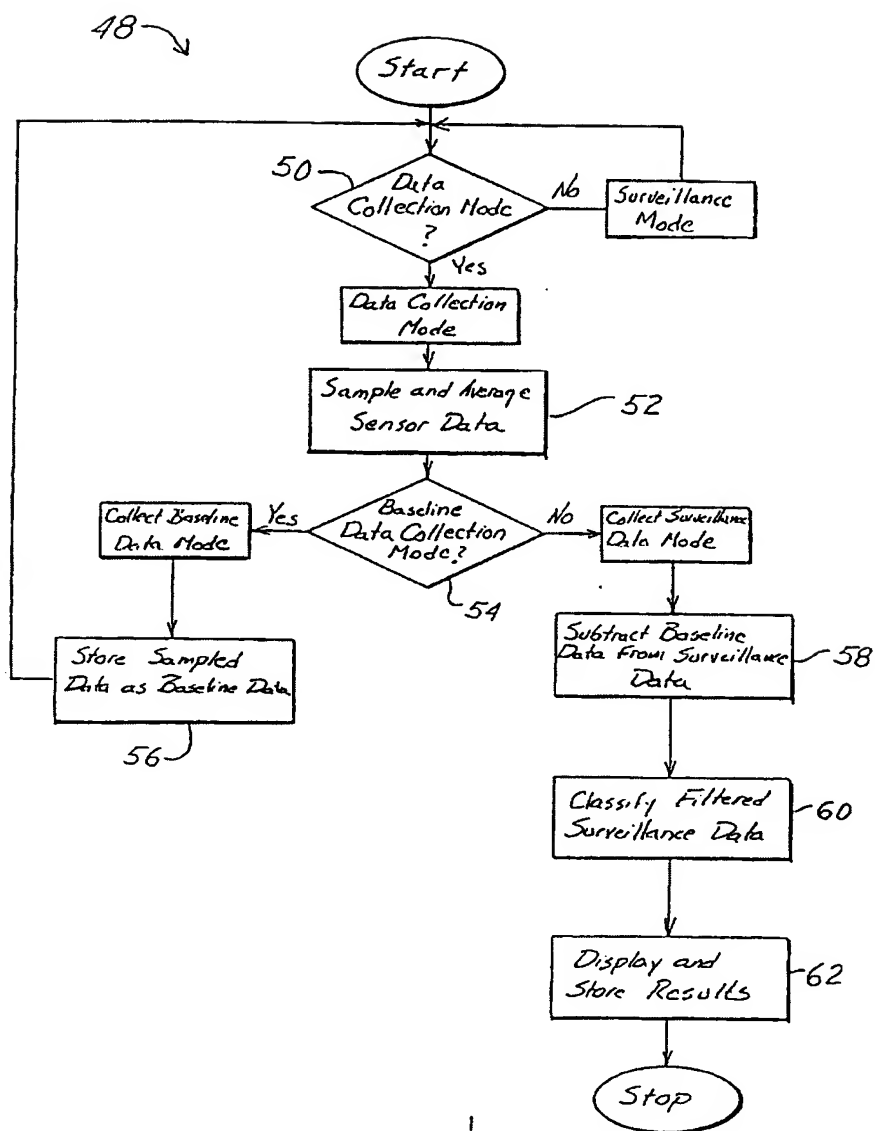 48
Start
50
Data
Collection Mode
?
No
Surveillance
Mode
Yes
Data Collection
Mode
Sample and Average
Sensor Data
52
Baseline
Data Collection
Mode?
54
Yes
Collect Baseline
Data Mode
Store Sampled
Data as Baseline Data
56
No
Collect Surveillance
Data Mode
Subtract Baseline
Data From Surveillance
Data
58
Classify Filtered
Surveillance Data
60
Display and
Store Results
62
Stop